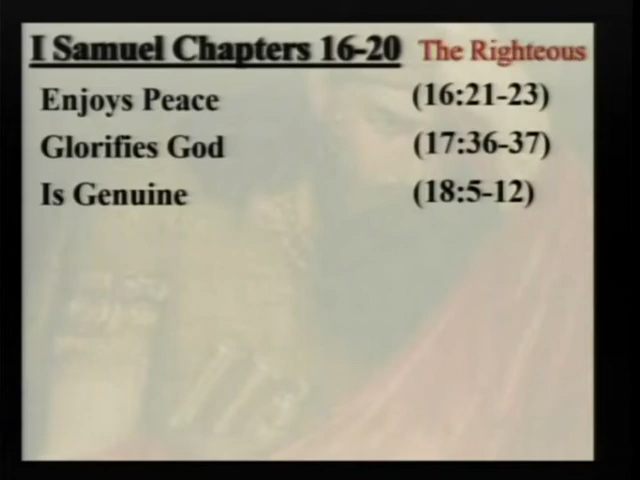 I Samuel Chapters 16-20 The Righteous
Enjoys Peace (16:21-23)
Glorifies God (17:36-37)
Is Genuine (18:5-12)